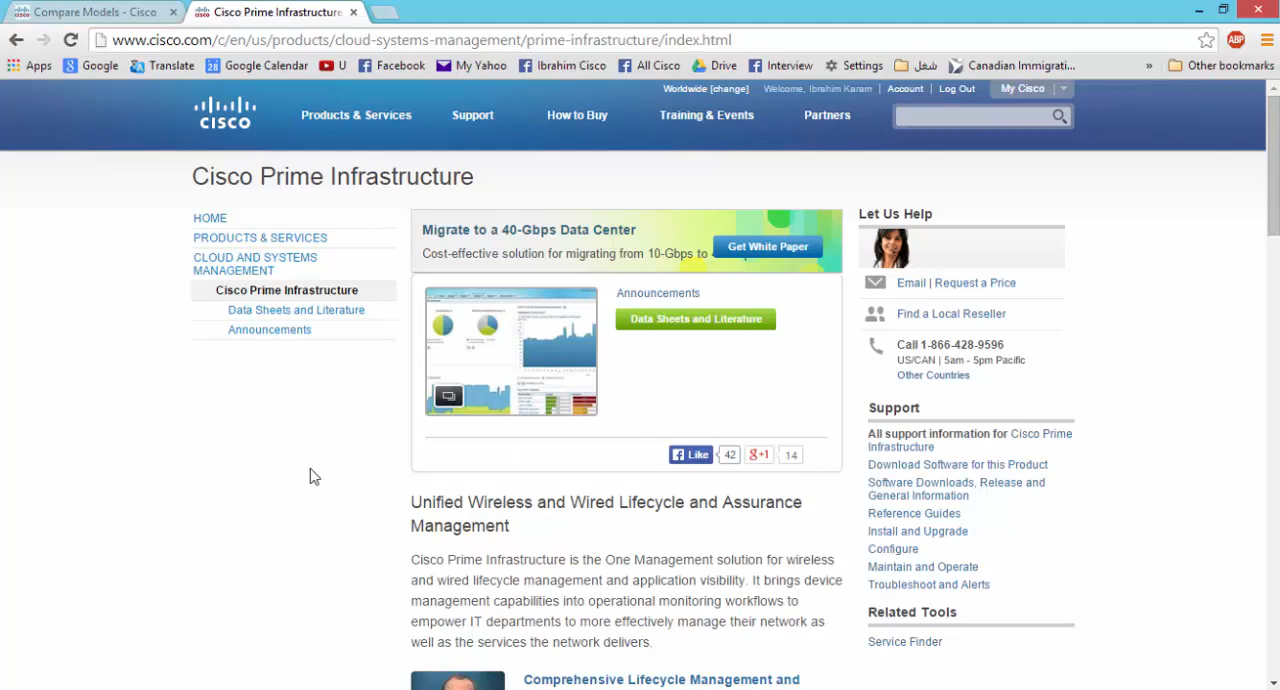 Compare Models - Cisco
Cisco Prime Infrastructure
www.cisco.com/c/en/us/products/cloud-systems-management/prime-infrastructure/index.html
ABP
Apps
Google
Translate
28 Google Calendar
U
Facebook
My Yahoo
Ibrahim Cisco
All Cisco
Drive
Interview
Settings
شغل
Canadian Immigrati...
»
Other bookmarks
Worldwide [change]
Welcome, Ibrahim Karam
Account
Log Out
My Cisco
CISCO
Products & Services
Support
How to Buy
Training & Events
Partners
Cisco Prime Infrastructure
HOME
PRODUCTS & SERVICES
CLOUD AND SYSTEMS
MANAGEMENT
Cisco Prime Infrastructure
Data Sheets and Literature
Announcements
Migrate to a 40-Gbps Data Center
Cost-effective solution for migrating from 10-Gbps to
Get White Paper
Announcements
Data Sheets and Literature
Like
42
g+1
14
Unified Wireless and Wired Lifecycle and Assurance
Management
Cisco Prime Infrastructure is the One Management solution for wireless
and wired lifecycle management and application visibility. It brings device
management capabilities into operational monitoring workflows to
empower IT departments to more effectively manage their network as
well as the services the network delivers.
Comprehensive Lifecycle Management and
Let Us Help
Email | Request a Price
Find a Local Reseller
Call 1-866-428-9596
US/CAN | 5am - 5pm Pacific
Other Countries
Support
All support information for Cisco Prime
Infrastructure
Download Software for this Product
Software Downloads, Release and
General Information
Reference Guides
Install and Upgrade
Configure
Maintain and Operate
Troubleshoot and Alerts
Related Tools
Service Finder